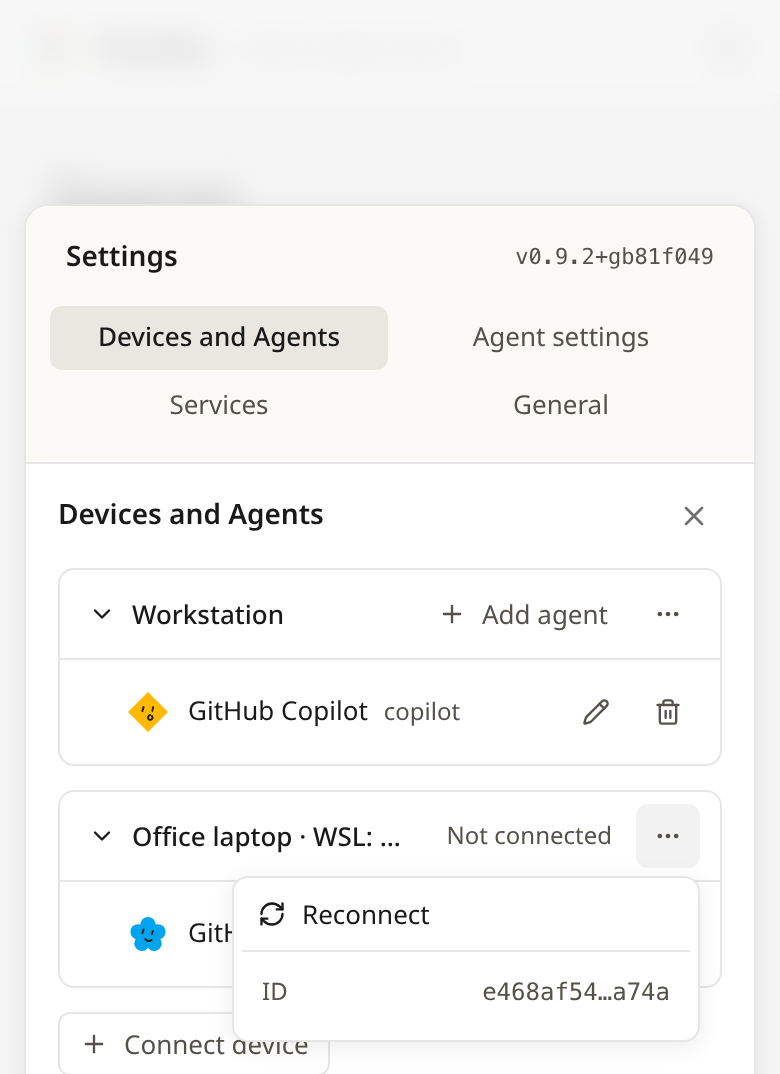 Settings
v0.9.2+gb81f049
Devices and Agents
Agent settings
Services
General
Devices and Agents
Workstation
Add agent
GitHub Copilot copilot
Office laptop · WSL: ...
Not connected
Reconnect
ID
e468af54…a74a
Connect device